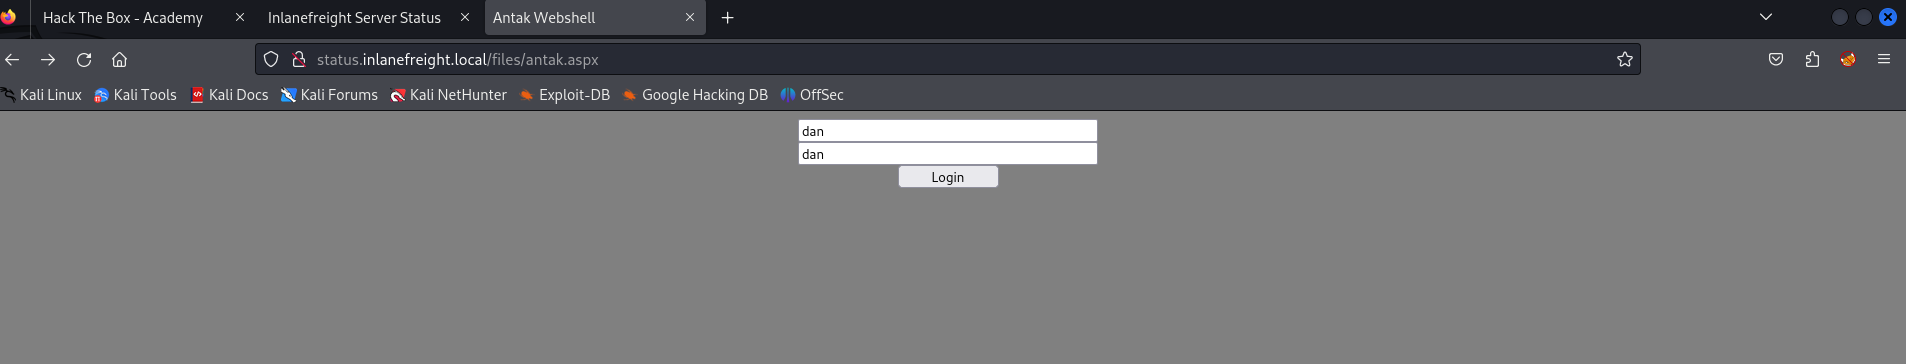 Hack The Box - Academy
Inlanefreight Server Status
Antak Webshell
status.inlanefreight.local/files/antak.aspx
Kali Linux Kali Tools Kali Docs Kali Forums Kali NetHunter Exploit-DB Google Hacking DB OffSec
dan
dan
Login